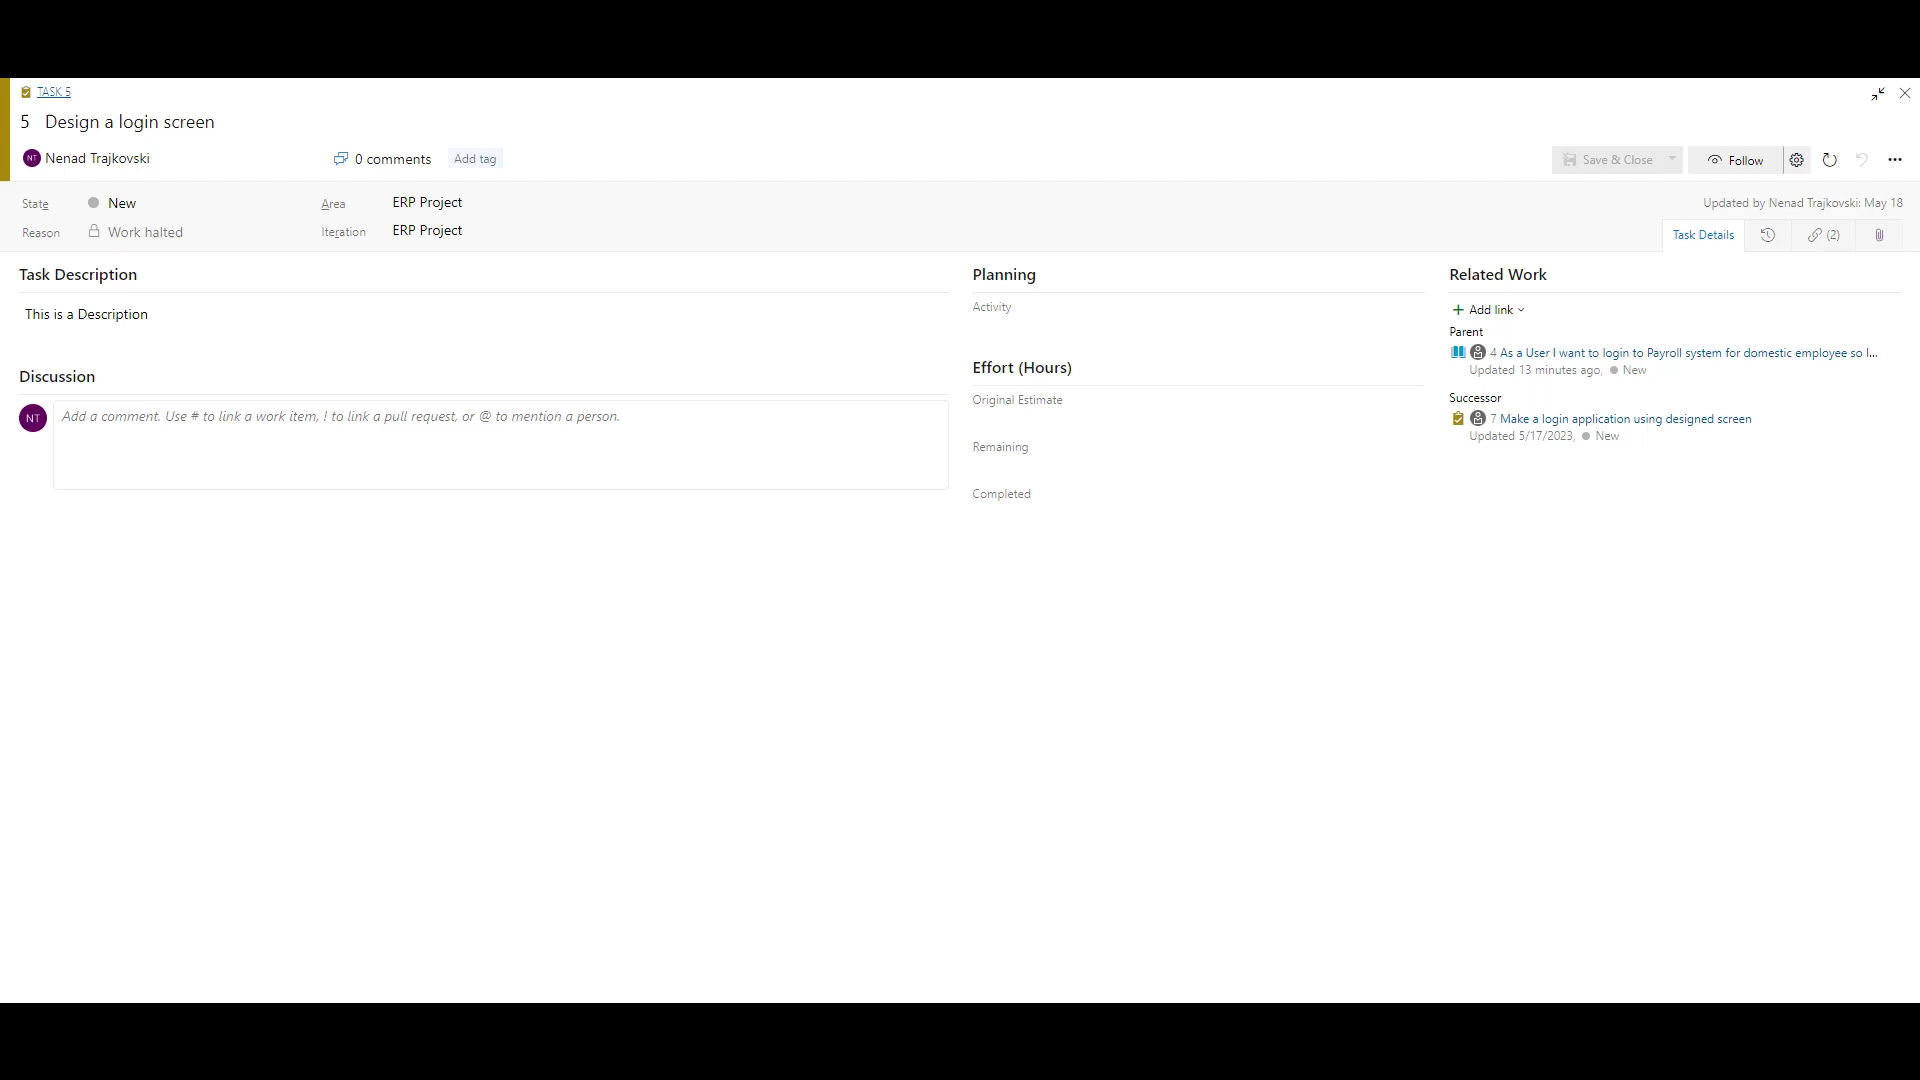 TASK 5
5 Design a login screen
NT Nenad Trajkovski
0 comments
Add tag
Save & Close
Follow
State
New
Area
ERP Project
Updated by Nenad Trajkovski: May 18
Reason
Work halted
Iteration
ERP Project
Task Details
(2)
Task Description
This is a Description
Discussion
NT
Add a comment. Use # to link a work item, ! to link a pull request, or @ to mention a person.
Planning
Activity
Effort (Hours)
Original Estimate
Remaining
Completed
Related Work
Add link
Parent
4 As a User I want to login to Payroll system for domestic employee so I...
Updated 13 minutes ago, New
Successor
7 Make a login application using designed screen
Updated 5/17/2023, New